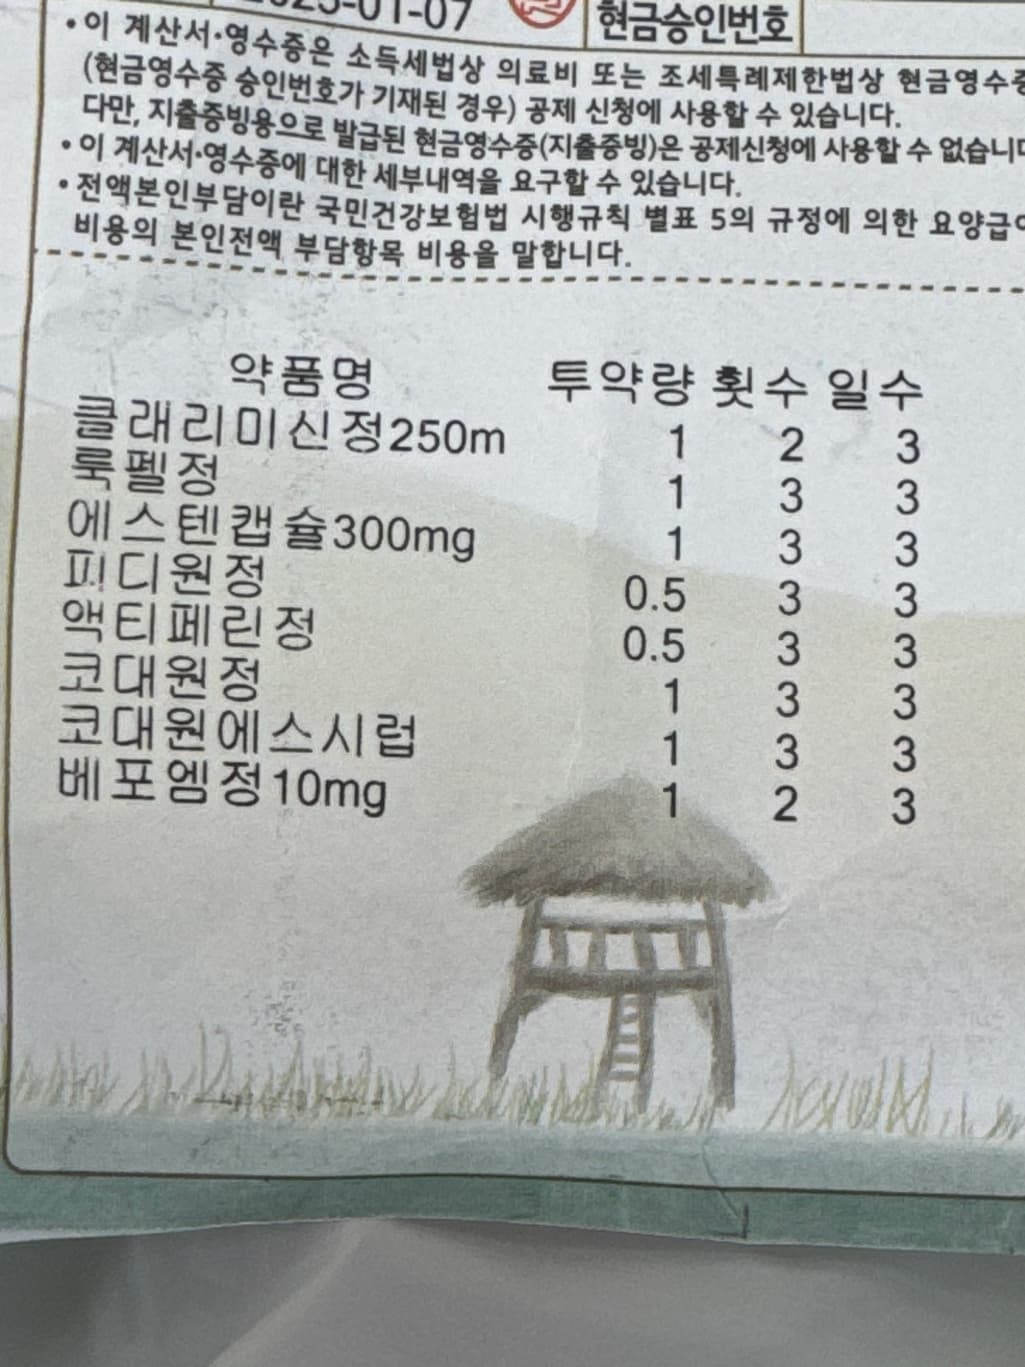 2025-01-07 현금승인번호
• 이 계산서·영수증은 소득세법상 의료비 또는 조세특례제한법상 현금영수증
(현금영수증 승인번호가 기재된 경우) 공제 신청에 사용할 수 있습니다.
다만, 지출증빙용으로 발급된 현금영수증(지출증빙)은 공제신청에 사용할 수 없습니다
• 이 계산서·영수증에 대한 세부내역을 요구할 수 있습니다.
• 전액본인부담이란 국민건강보험법 시행규칙 별표 5의 규정에 의한 요양급여
비용의 본인전액 부담항목 비용을 말합니다.
약품명 투약량 횟수 일수
클래리미신정250m 1 2 3
룩펠정 1 3 3
에스텐캡슐300mg 1 3 3
피디원정 0.5 3 3
액티페린정 0.5 3 3
코대원정 1 3 3
코대원에스시럽 1 3 3
베포엠정10mg 1 2 3